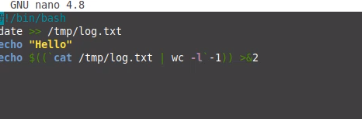 GNU nano 4.8
#!/bin/bash
date >> /tmp/log.txt
echo "Hello"
echo $((`cat /tmp/log.txt | wc -l`-1)) >&2